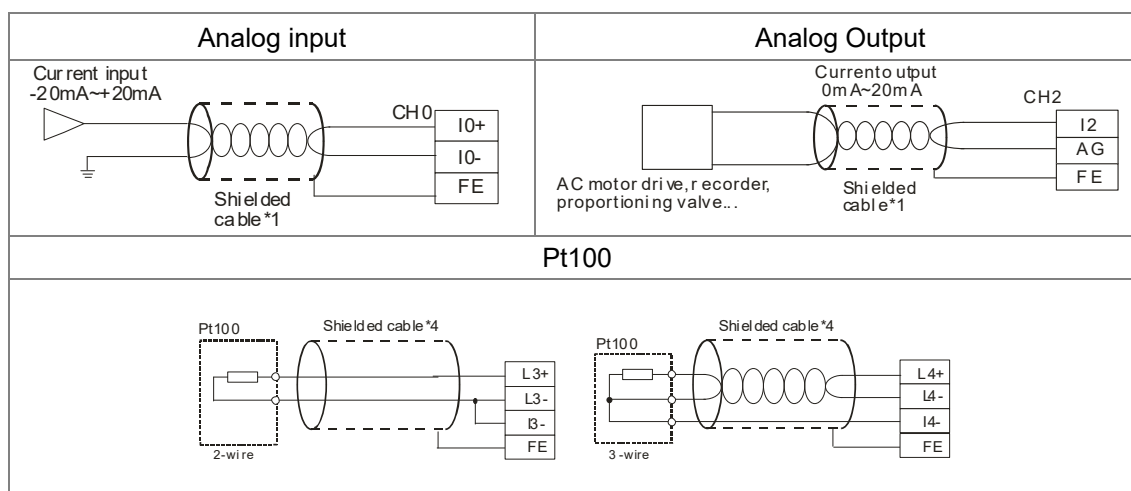 Analog input
Analog Output
Current input
-20mA~+20mA
CH0
I0+
I0-
FE
Shielded
cable*1
Currento utput
0mA~20mA
CH2
I2
AG
FE
AC motor drive, recorder,
proportioning valve...
Shielded
cable*1
Pt100
Pt100
Shielded cable*4
L3+
L3-
I3-
FE
2-wire
Pt100
Shielded cable*4
L4+
L4-
I4-
FE
3-wire